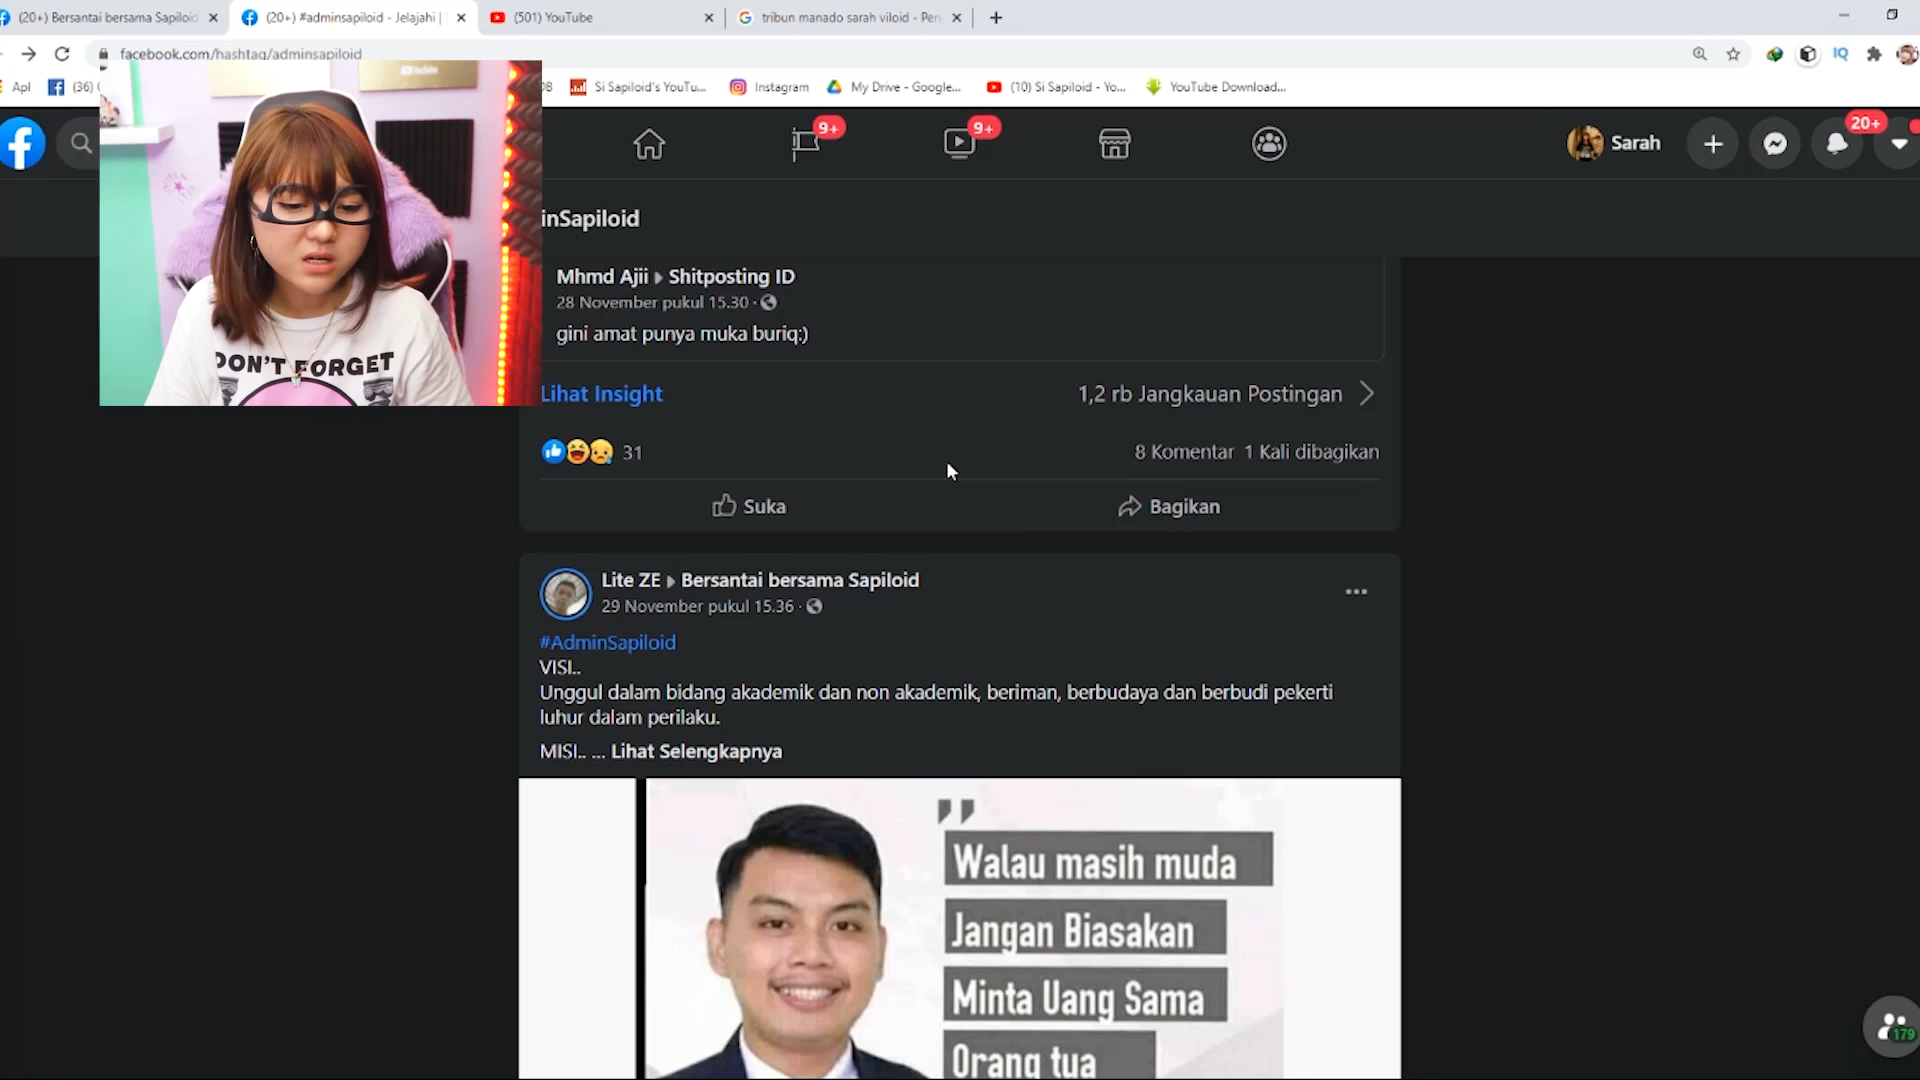 (20+) Bersantai bersama Sapiloid
(20+) #adminsapiloid - Jelajahi |
(501) YouTube
tribun manado sarah viloid - Pen
facebook.com/hashtag/adminsapiloid
IQ
Apl
(36)
DB
Si Sapiloid's YouTu...
Instagram
My Drive - Google...
(10) Si Sapiloid - Yo...
YouTube Download...
YouTube
DON'T FORGET
9+
9+
Sarah
20+
inSapiloid
Mhmd Ajii ▸ Shitposting ID
28 November pukul 15.30 ·
gini amat punya muka buriq:)
Lihat Insight
1,2 rb Jangkauan Postingan
31
8 Komentar 1 Kali dibagikan
Suka
Bagikan
Lite ZE ▸ Bersantai bersama Sapiloid
29 November pukul 15.36 ·
#AdminSapiloid
VISI..
Unggul dalam bidang akademik dan non akademik, beriman, berbudaya dan berbudi pekerti
luhur dalam perilaku.
MISI.. ... Lihat Selengkapnya
"
Walau masih muda
Jangan Biasakan
Minta Uang Sama
Orang tua
179